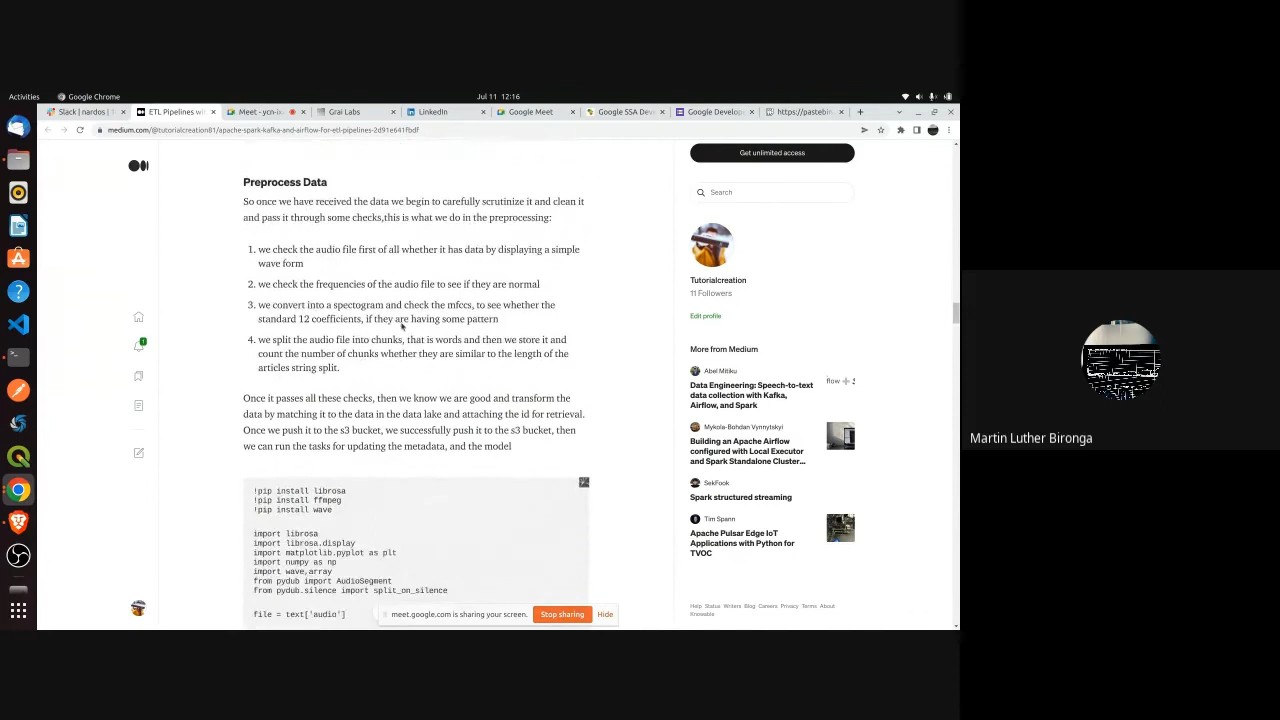 Activities
Google Chrome
Jul 11 12:16
Slack | nardos |
ETL Pipelines wi
Meet - ycn-ix
Grai Labs
LinkedIn
Google Meet
Google SSA Dev
Google Develop
https://pastebin
medium.com/@tutorialcreation81/apache-spark-kafka-and-airflow-for-etl-pipelines-2d91e641fbdf
Preprocess Data
So once we have received the data we begin to carefully scrutinize it and clean it
and pass it through some checks,this is what we do in the preprocessing:
1. we check the audio file first of all whether it has data by displaying a simple
wave form
2. we check the frequencies of the audio file to see if they are normal
3. we convert into a spectogram and check the mfccs, to see whether the
standard 12 coefficients, if they are having some pattern
4. we split the audio file into chunks, that is words and then we store it and
count the number of chunks whether they are similar to the length of the
articles string split.
Once it passes all these checks, then we know we are good and transform the
data by matching it to the data in the data lake and attaching the id for retrieval.
Once we push it to the s3 bucket, we successfully push it to the s3 bucket, then
we can run the tasks for updating the metadata, and the model
!pip install librosa
!pip install ffmpeg
!pip install wave
import librosa
import librosa.display
import matplotlib.pyplot as plt
import numpy as np
import wave,array
from pydub import AudioSegment
from pydub.silence import split_on_silence
file = text['audio']
meet.google.com is sharing your screen.
Stop sharing
Hide
Get unlimited access
Search
Tutorialcreation
11 Followers
Edit profile
More from Medium
Abel Mitiku
Data Engineering: Speech-to-text
data collection with Kafka,
Airflow, and Spark
flow
Mykola-Bohdan Vynnytskyi
Building an Apache Airflow
configured with Local Executor
and Spark Standalone Cluster...
SekFook
Spark structured streaming
Tim Spann
Apache Pulsar Edge IoT
Applications with Python for
TVOC
Help Status Writers Blog Careers Privacy Terms About
Knowable
Martin Luther Bironga